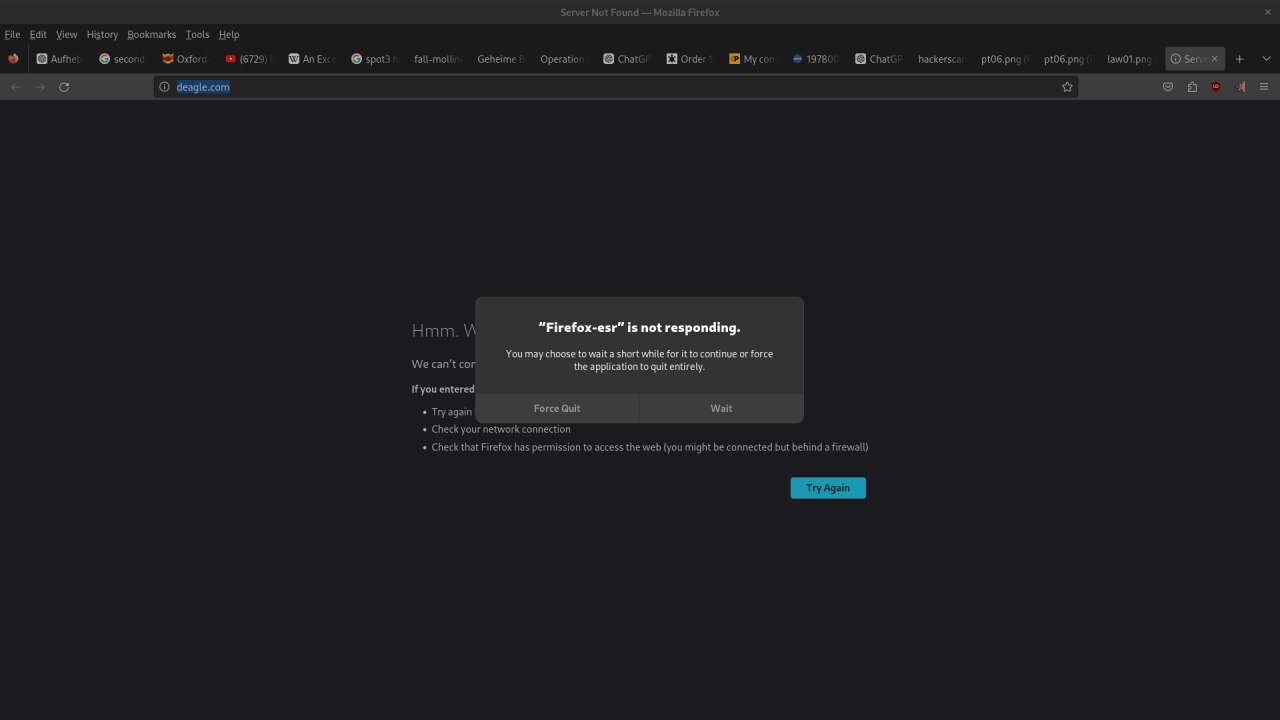 Server Not Found — Mozilla Firefox
File Edit View History Bookmarks Tools Help
Aufheb second Oxford- (6729) An Exce spot3 fall-mollin Geheime B Operation ChatGP Order My con 197800 ChatGP hackerscar pt06.png ( pt06.png ( law01.png Serve
deagle.com
Hmm. W
We can't con
If you entered
• Try again
• Check your network connection
• Check that Firefox has permission to access the web (you might be connected but behind a firewall)
Try Again
“Firefox-esr” is not responding.
You may choose to wait a short while for it to continue or force
the application to quit entirely.
Force Quit Wait